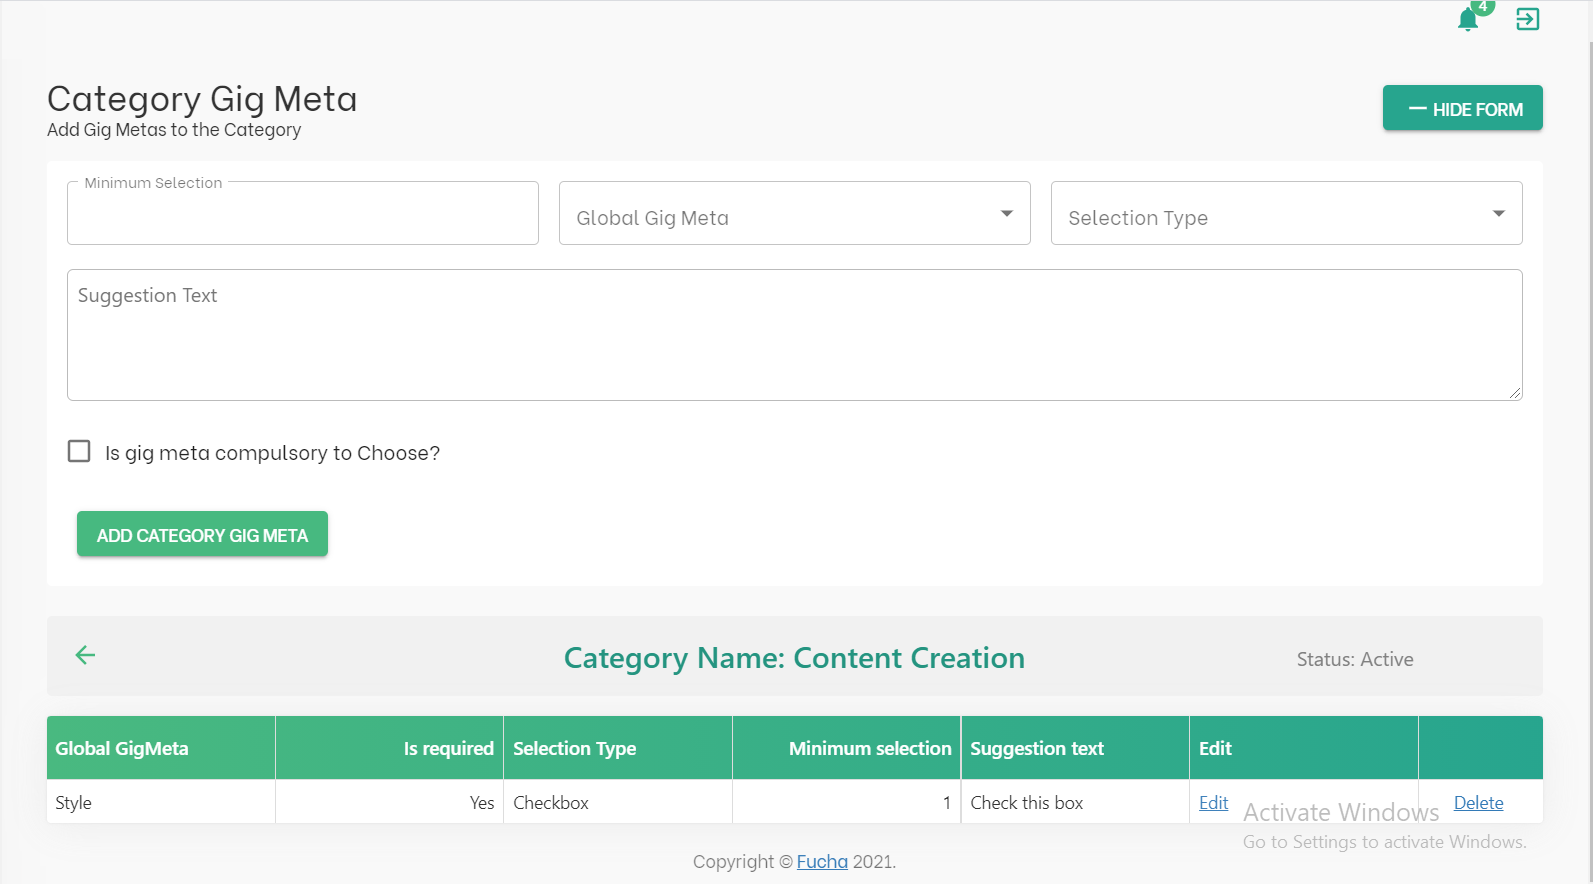 4
Category Gig Meta
Add Gig Metas to the Category
HIDE FORM
Minimum Selection
Global Gig Meta
Selection Type
Suggestion Text
Is gig meta compulsory to Choose?
ADD CATEGORY GIG META
Category Name: Content Creation
Status: Active
Global GigMeta Is required Selection Type Minimum selection Suggestion text Edit
Style Yes Checkbox 1 Check this box Edit Delete
Activate Windows
Go to Settings to activate Windows.
Copyright © Fucha 2021.